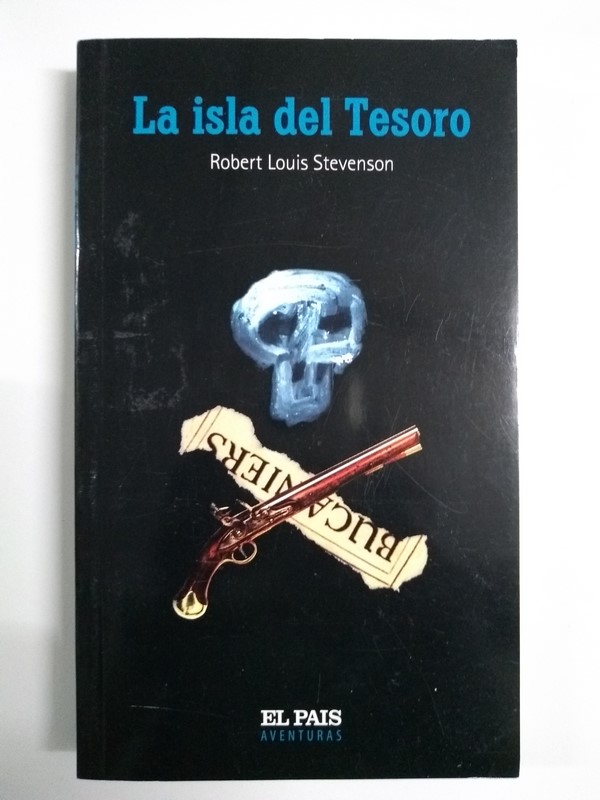 La isla del Tesoro
Robert Louis Stevenson
BUCANIERS
EL PAIS
AVENTURAS